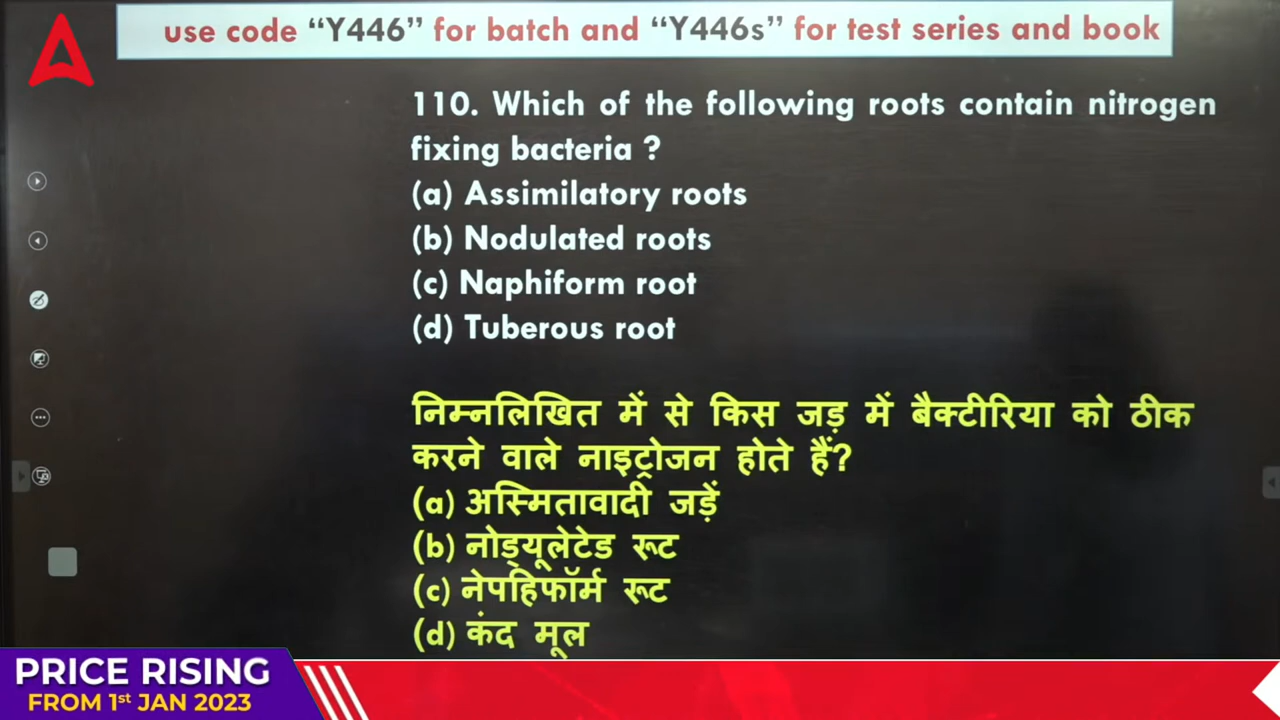 use code “Y446” for batch and “Y446s” for test series and book
110. Which of the following roots contain nitrogen
fixing bacteria ?
(a) Assimilatory roots
(b) Nodulated roots
(c) Naphiform root
(d) Tuberous root
निम्नलिखित में से किस जड़ में बैक्टीरिया को ठीक
करने वाले नाइट्रोजन होते हैं?
(a) अस्मितावादी जड़ें
(b) नोड्यूलेटेड रूट
(c) नेपहिफॉर्म रूट
(d) कंद मूल
PRICE RISING
FROM 1st JAN 2023